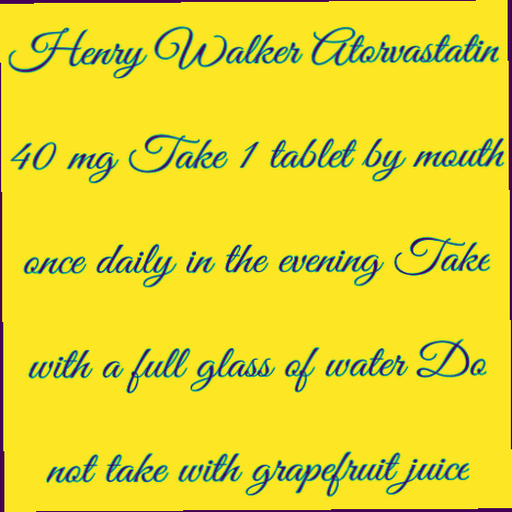 Henry Walker Atorvastatin
40 mg Take 1 tablet by mouth
once daily in the evening Take
with a full glass of water Do
not take with grapefruit juice